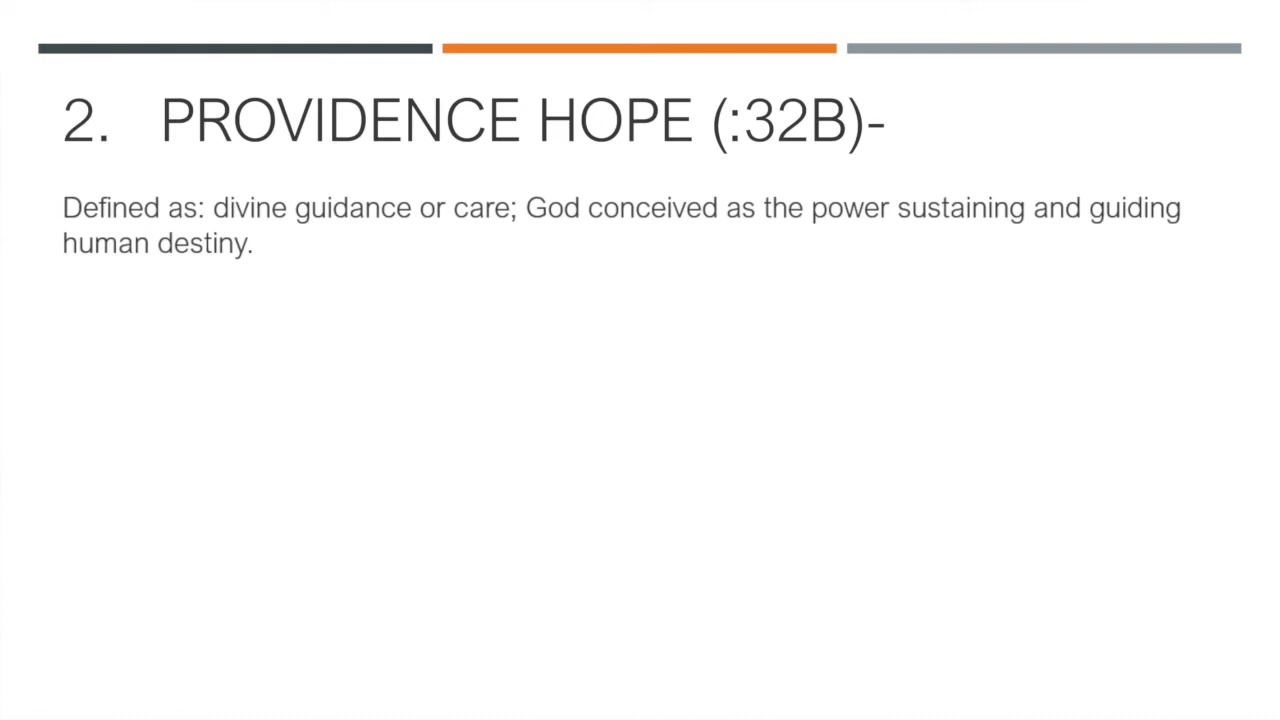 2. PROVIDENCE HOPE (:32B)-
Defined as: divine guidance or care; God conceived as the power sustaining and guiding
human destiny.